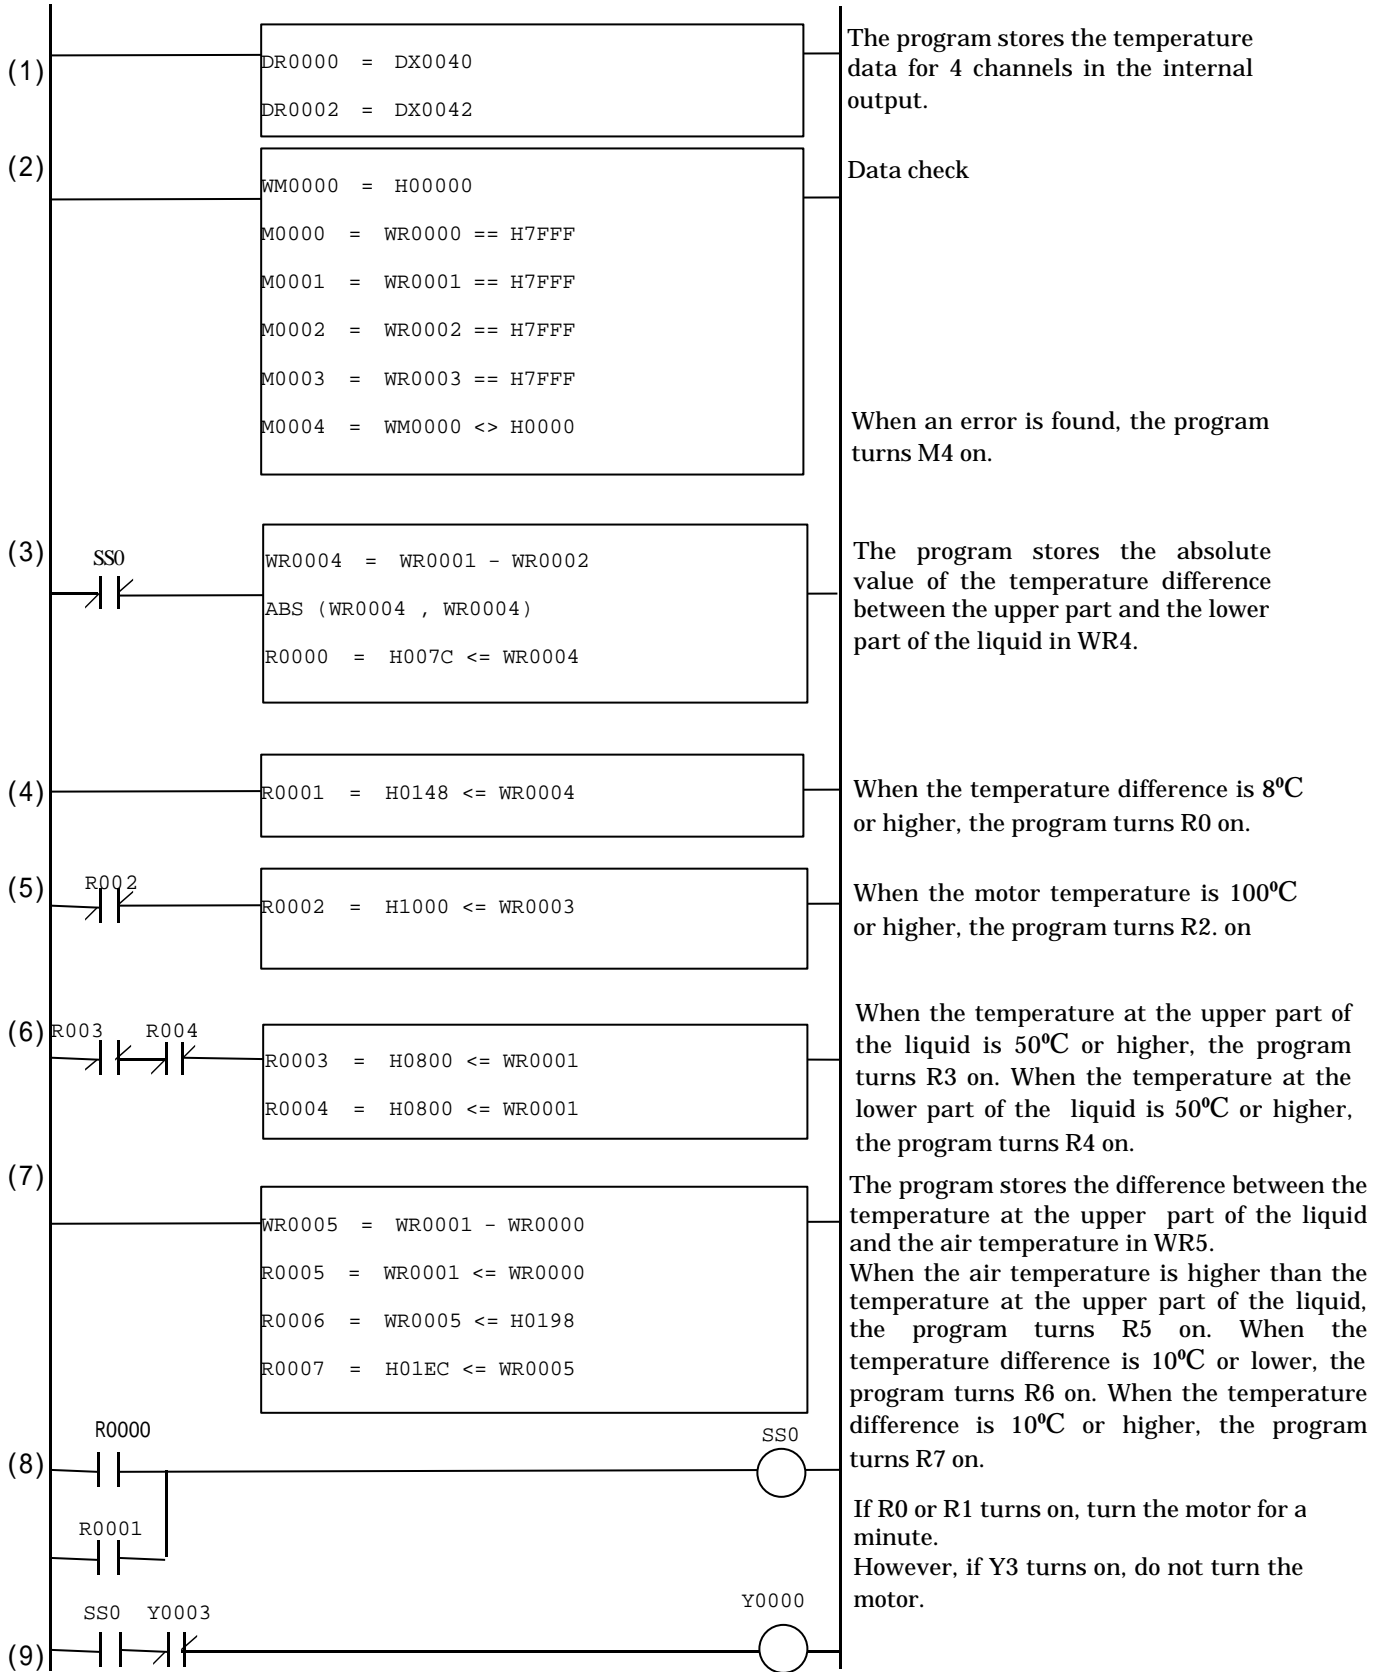 (1)
DR0000 = DX0040
DR0002 = DX0042
The program stores the temperature
data for 4 channels in the internal
output.
(2)
WM0000 = H00000
M0000 = WR0000 == H7FFF
M0001 = WR0001 == H7FFF
M0002 = WR0002 == H7FFF
M0003 = WR0003 == H7FFF
M0004 = WM0000 <> H0000
Data check
When an error is found, the program
turns M4 on.
(3)
SS0
WR0004 = WR0001 - WR0002
ABS (WR0004 , WR0004)
R0000 = H007C <= WR0004
The program stores the absolute
value of the temperature difference
between the upper part and the lower
part of the liquid in WR4.
(4)
R0001 = H0148 <= WR0004
When the temperature difference is 8⁰C
or higher, the program turns R0 on.
(5)
R002
R0002 = H1000 <= WR0003
When the motor temperature is 100⁰C
or higher, the program turns R2. on
(6)
R003 R004
R0003 = H0800 <= WR0001
R0004 = H0800 <= WR0001
When the temperature at the upper part of
the liquid is 50⁰C or higher, the program
turns R3 on. When the temperature at the
lower part of the liquid is 50⁰C or higher,
the program turns R4 on.
(7)
WR0005 = WR0001 - WR0000
R0005 = WR0001 <= WR0000
R0006 = WR0005 <= H0198
R0007 = H01EC <= WR0005
The program stores the difference between the
temperature at the upper part of the liquid
and the air temperature in WR5.
When the air temperature is higher than the
temperature at the upper part of the liquid,
the program turns R5 on. When the
temperature difference is 10⁰C or lower, the
program turns R6 on. When the temperature
difference is 10⁰C or higher, the program
turns R7 on.
(8)
R0000
SS0
R0001
If R0 or R1 turns on, turn the motor for a
minute.
However, if Y3 turns on, do not turn the
motor.
(9)
SS0 Y0003
Y0000